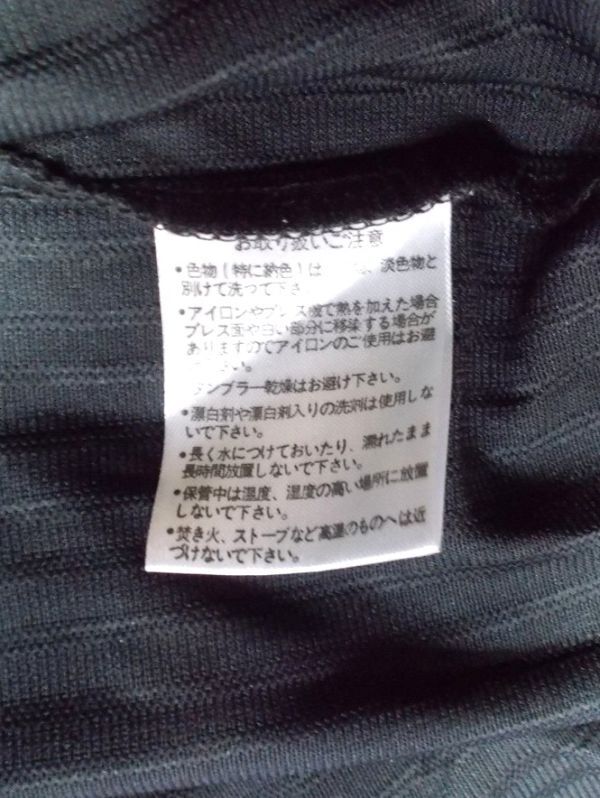 お取り扱いご注意
•色物(特に納色)は 、淡色物と
別けて洗って下さ
•アイロンやプレス機で熱を加えた場合
プレス面や白い部分に移染する場合が
ありますのでアイロンのご使用はお避
い。
ンブラー乾燥はお避け下さい。
•漂白剤や漂白剤入りの洗剤は使用しな
いで下さい。
•長く水につけておいたり、濡れたまま
長時間放置しないで下さい。
•保管中は温度、湿度の高い場所に放置
しないで下さい。
•焚き火、ストーブなど高温のものへは近
づけないで下さい。